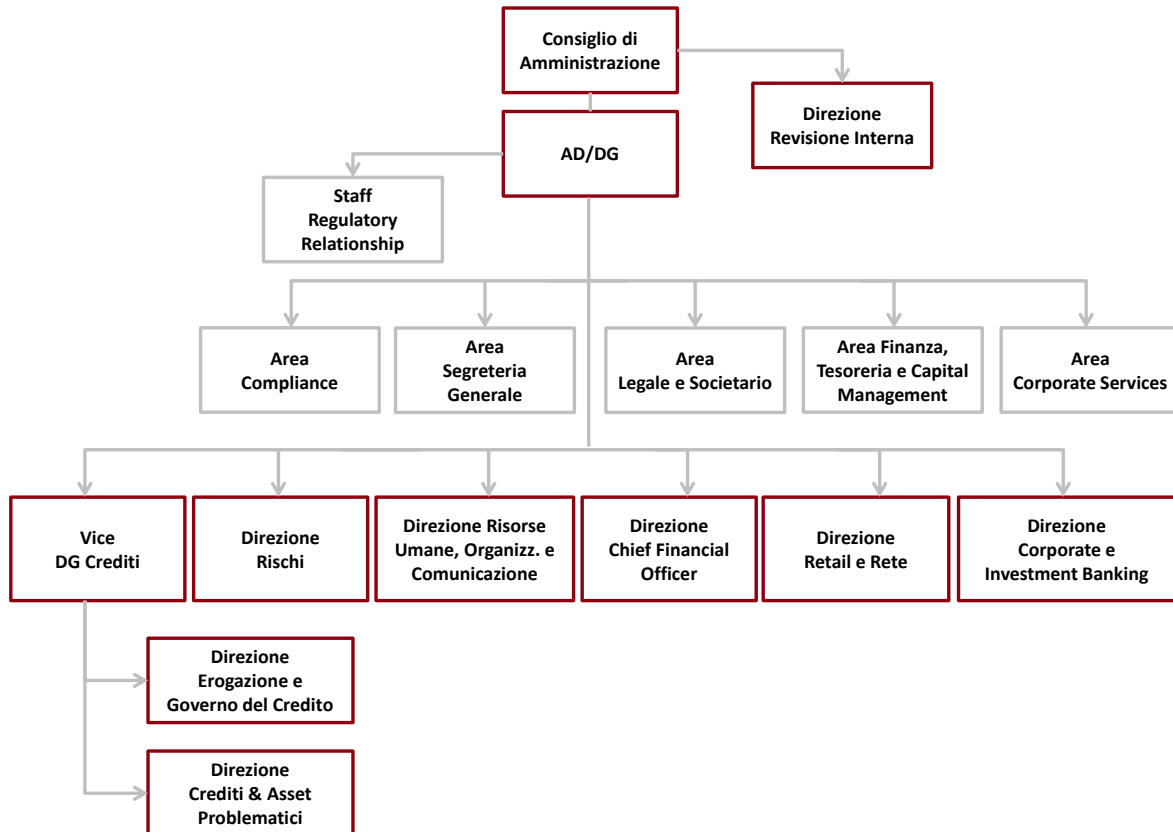 Consiglio di
Amministrazione
Direzione
Revisione Interna
AD/DG
Staff
Regulatory
Relationship
Area
Compliance
Area
Segreteria
Generale
Area
Legale e Societario
Area Finanza,
Tesoreria e Capital
Management
Area
Corporate Services
Vice
DG Crediti
Direzione
Rischi
Direzione Risorse
Umane, Organizz. e
Comunicazione
Direzione
Chief Financial
Officer
Direzione
Retail e Rete
Direzione
Corporate e
Investment Banking
Direzione
Erogazione e
Governo del Credito
Direzione
Crediti & Asset
Problematici